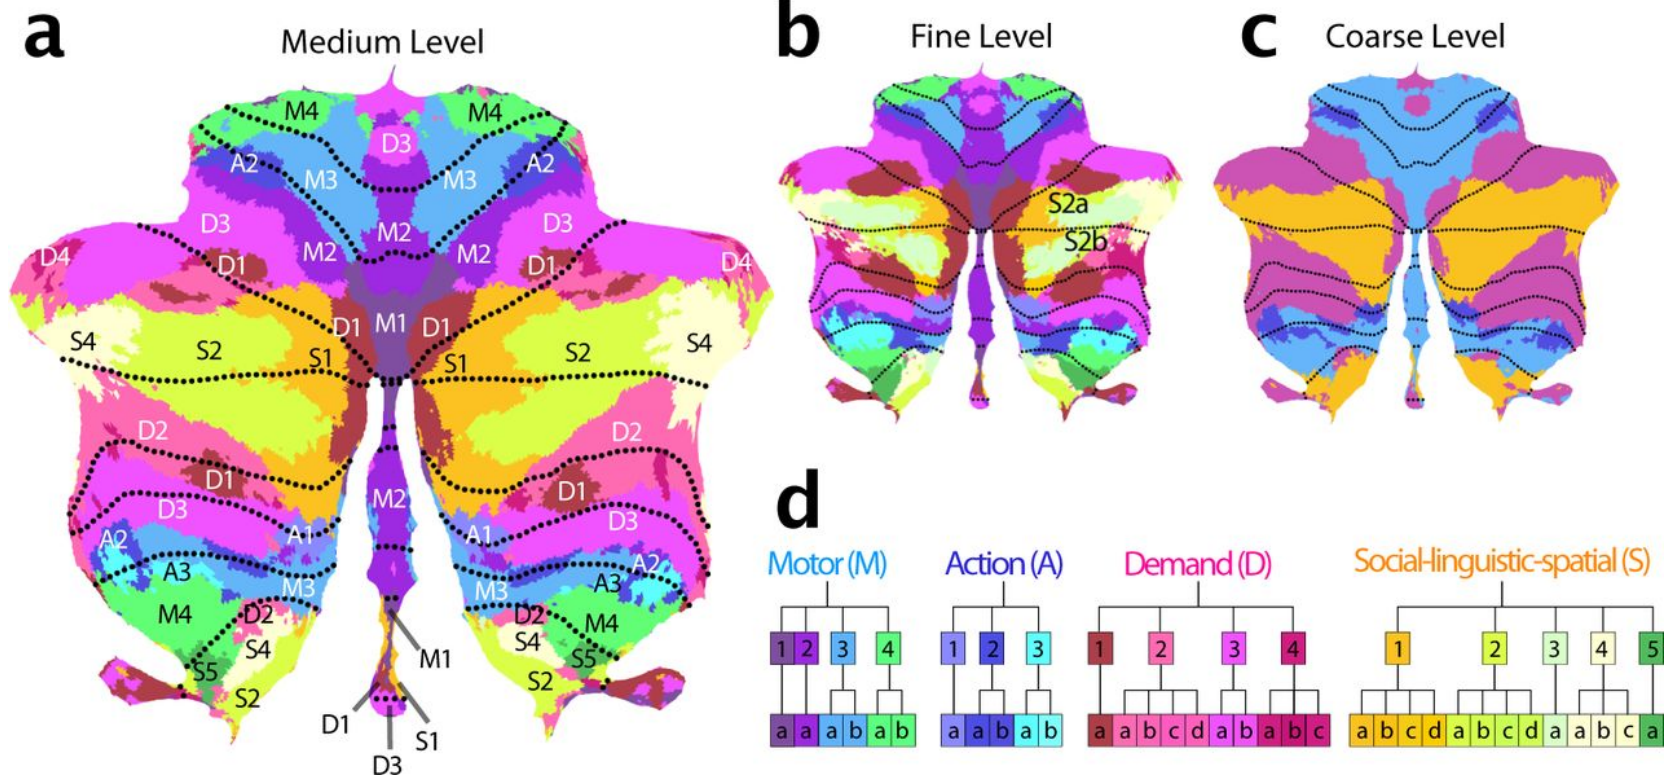 a
Medium Level
M4 M4
D3
A2 A2
M3 M3
D3 D3
M2 M2 M2
D4 D4
D1 D1
D1 M1 D1
S4 S2 S1 S1 S2 S4
D2 D2
D1 D1
M2
D3 D3
A2 A1 A1 A2
A3 A3
M3 M3
M4 D2 D2 M4
S4 S4
S5 S5
S2 S2
M1
D1
S1
D3
b
Fine Level
S2a
S2b
c
Coarse Level
d
Motor (M) Action (A) Demand (D) Social-linguistic-spatial (S)
1 2 3 4 1 2 3 1 2 3 4 1 2 3 4 5
a a a b a b a a b a b a a b c d a b a b c a b c d a b c d a a b c a